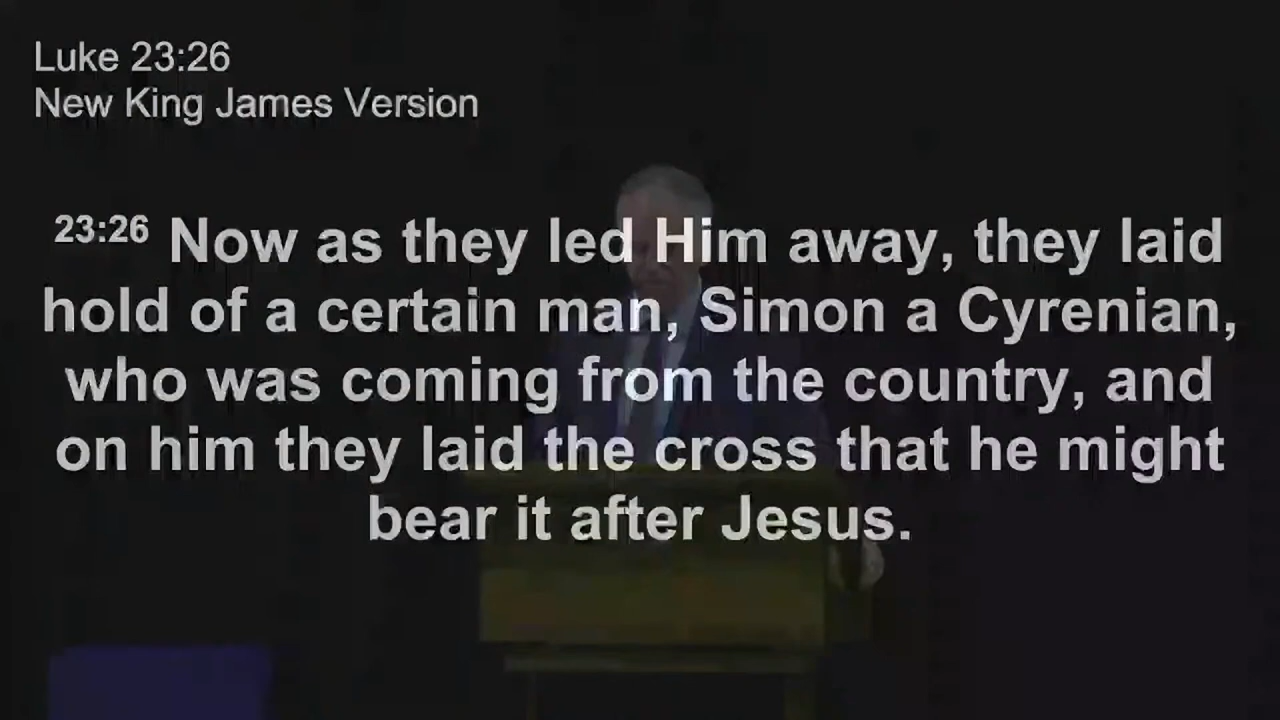 Luke 23:26
New King James Version
23:26 Now as they led Him away, they laid
hold of a certain man, Simon a Cyrenian,
who was coming from the country, and
on him they laid the cross that he might
bear it after Jesus.